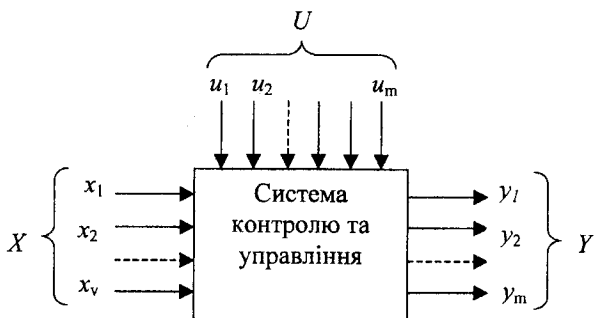 U
u1 u2 um
X
x1
x2
xv
Система
контролю та
управління
y1
y2
ym
Y